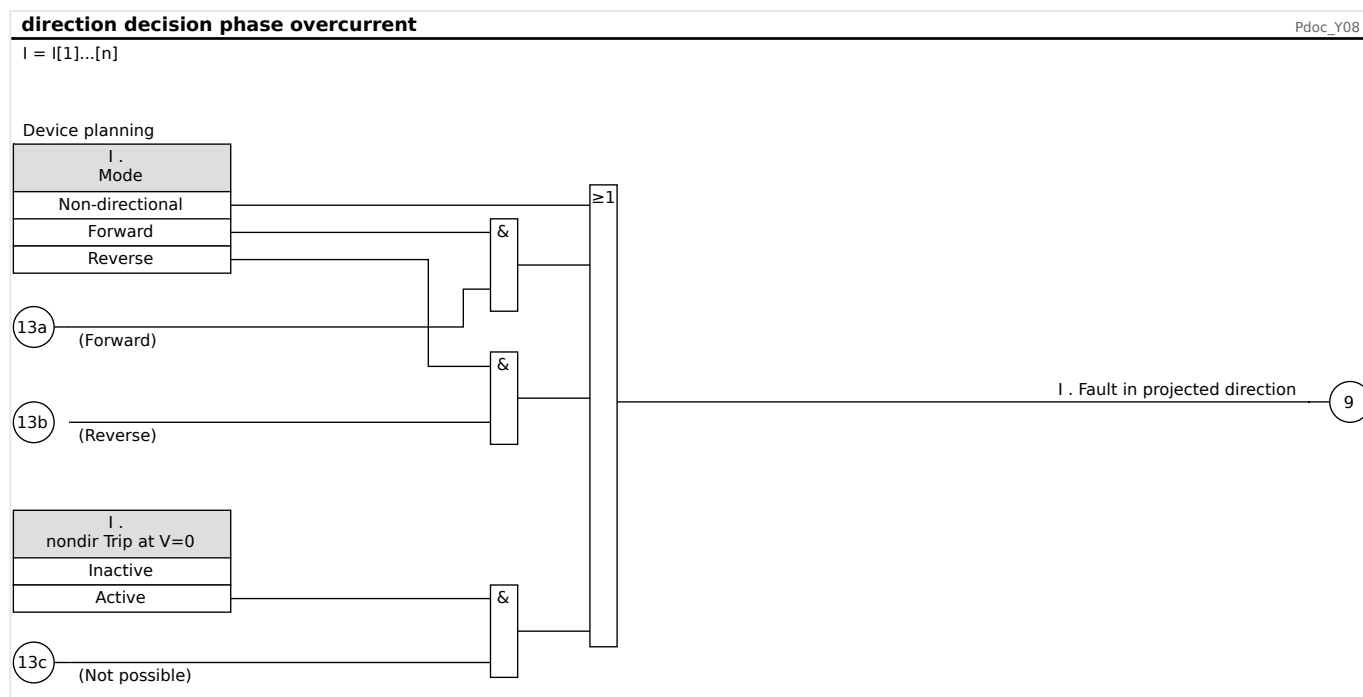 direction decision phase overcurrent
Pdoc_Y08
I = I[1]...[n]
Device planning
I .
Mode
Non-directional
Forward
Reverse
≥1
&
13a
(Forward)
&
13b
(Reverse)
I . Fault in projected direction
9
I .
nondir Trip at V=0
Inactive
Active
&
13c
(Not possible)